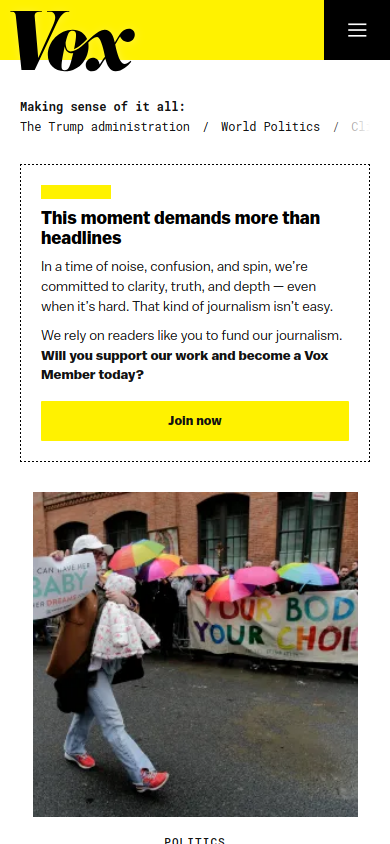 Vox
Making sense of it all:
The Trump administration / World Politics / Cl
This moment demands more than
headlines
In a time of noise, confusion, and spin, we're
committed to clarity, truth, and depth — even
when it's hard. That kind of journalism isn't easy.
We rely on readers like you to fund our journalism.
Will you support our work and become a Vox
Member today?
Join now
CAN HAVE HER
BABY
HER DREAM
YOUR BODY
YOUR CHOI
POLITICS